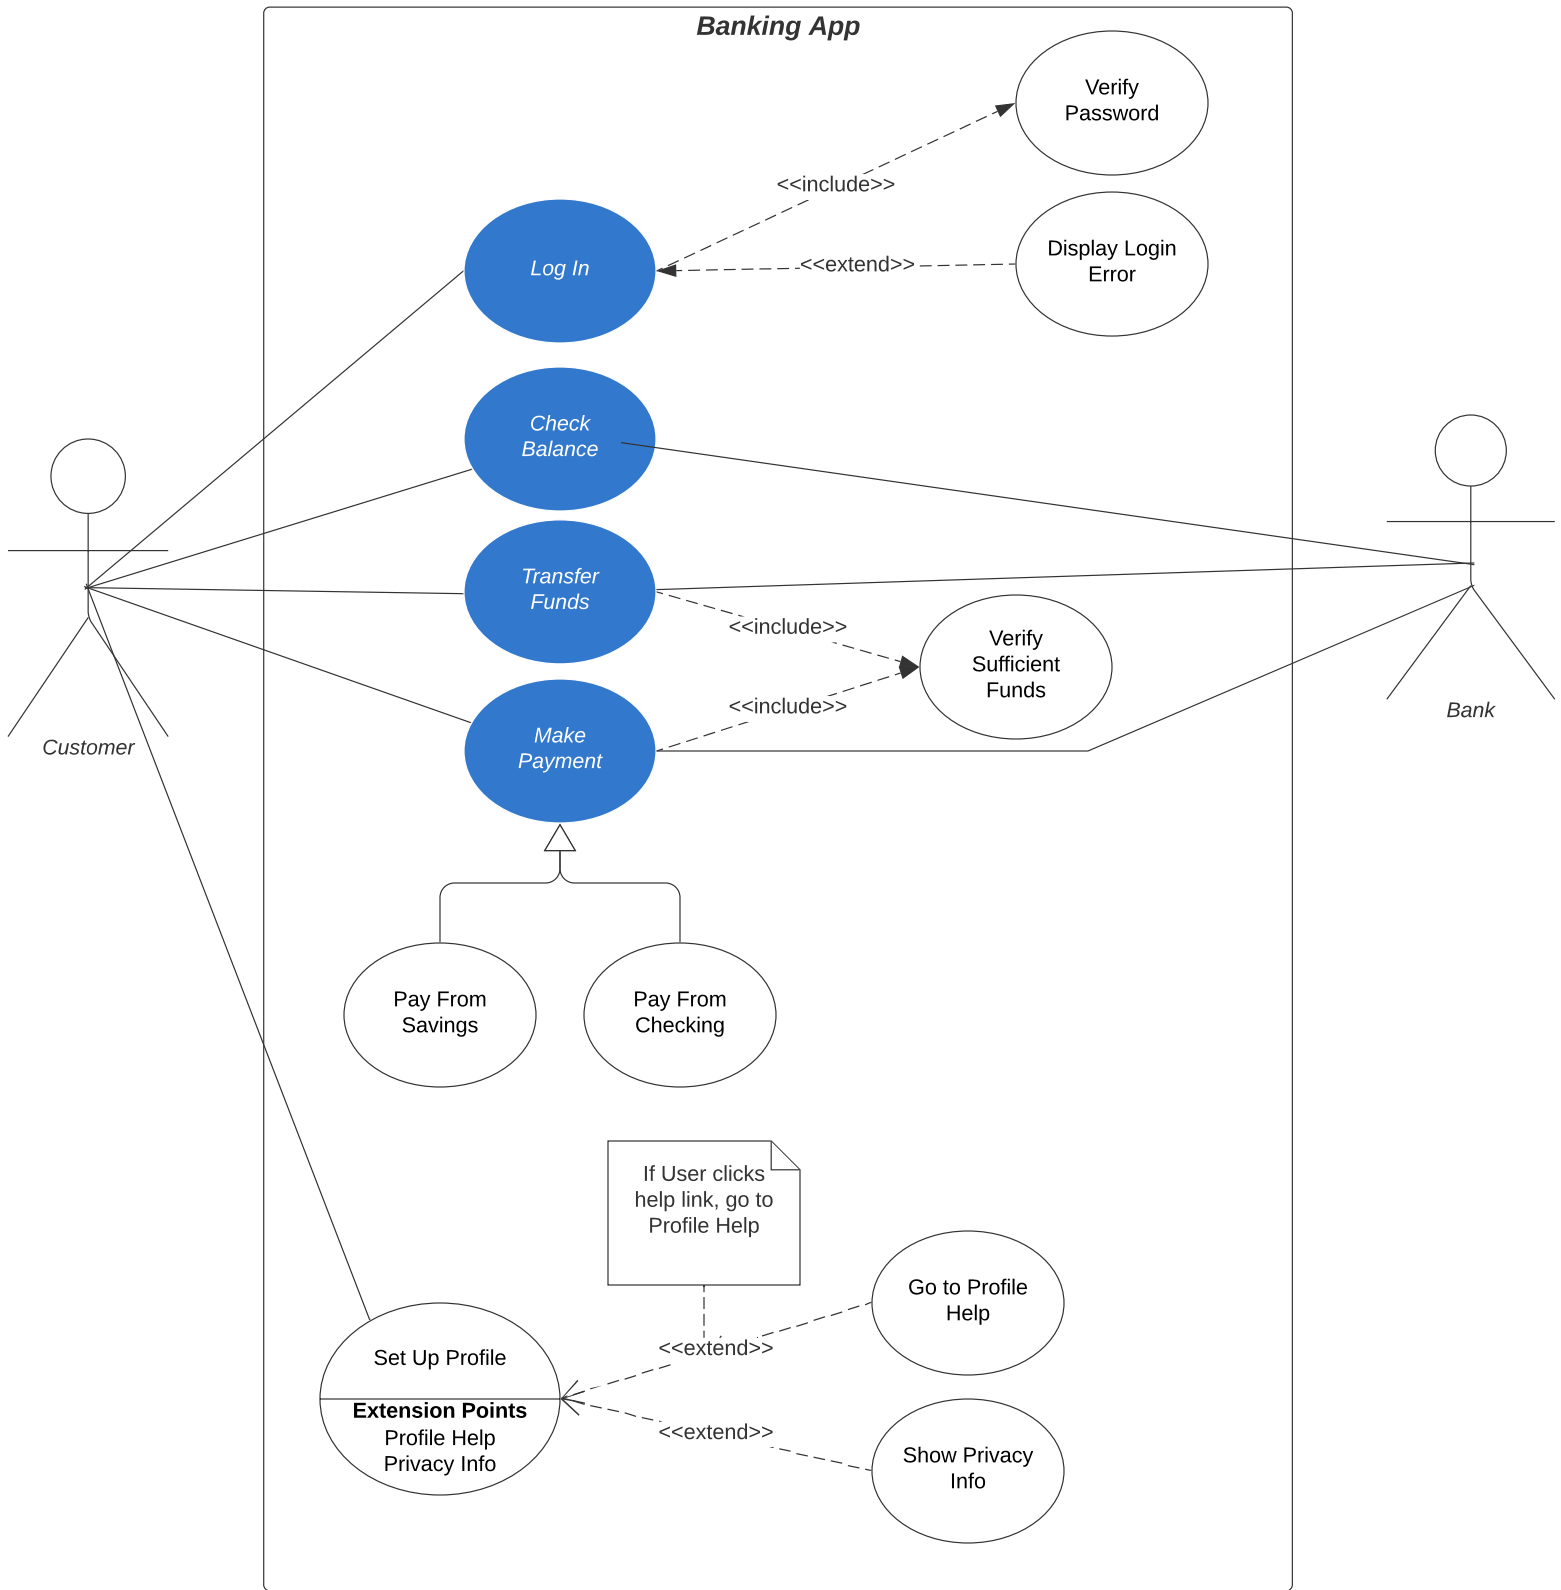 Banking App
Verify
Password
<<include>>
Display Login
Error
<<extend>>
Log In
Check
Balance
Transfer
Funds
<<include>>
Verify
Sufficient
Funds
<<include>>
Make
Payment
Customer
Bank
Pay From
Savings
Pay From
Checking
If User clicks
help link, go to
Profile Help
Go to Profile
Help
<<extend>>
Set Up Profile
Extension Points
Profile Help
Privacy Info
<<extend>>
Show Privacy
Info